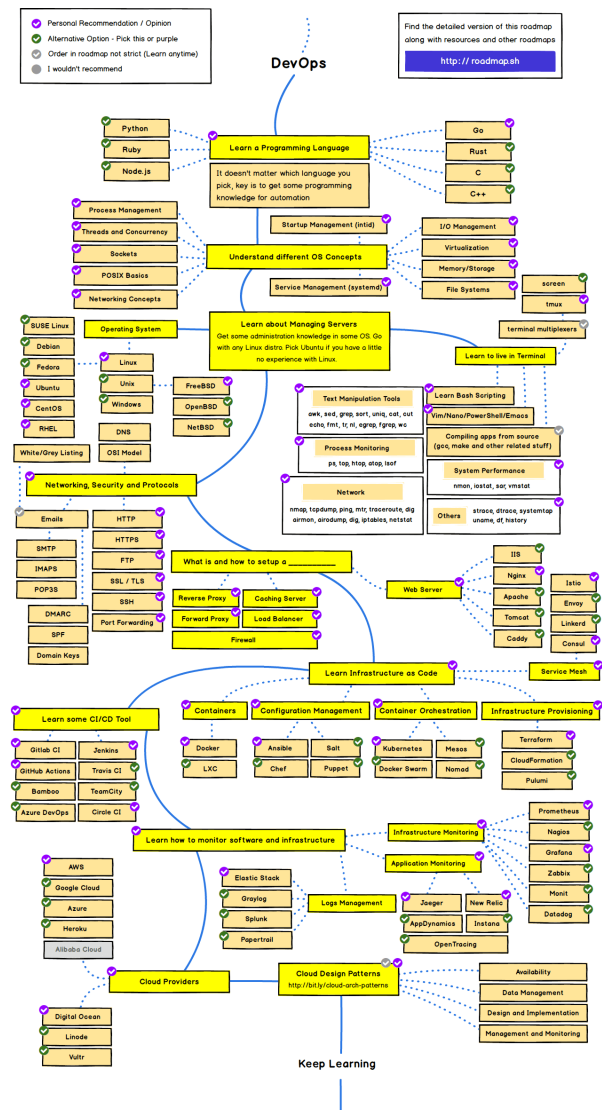 Personal Recommendation / Opinion
Alternative Option - Pick this or purple
Order in roadmap not strict (Learn anytime)
I wouldn't recommend
Find the detailed version of this roadmap
along with resources and other roadmaps
http:// roadmap.sh
DevOps
Python
Ruby
Node.js
Learn a Programming Language
It doesn't matter which language you
pick, key is to get some programming
knowledge for automation
Go
Rust
C
C++
Process Management
Threads and Concurrency
Sockets
POSIX Basics
Networking Concepts
Startup Management (intid)
Understand different OS Concepts
Service Management (systemd)
I/O Management
Virtualization
Memory/Storage
File Systems
screen
tmux
terminal multiplexers
Learn to live in Terminal
Learn about Managing Servers
Get some administration knowledge in some OS. Go
with any Linux distro. Pick Ubuntu if you have a little
no experience with Linux.
Operating System
SUSE Linux
Debian
Fedora
Ubuntu
CentOS
RHEL
Linux
Unix
Windows
FreeBSD
OpenBSD
NetBSD
Text Manipulation Tools
awk, sed, grep, sort, uniq, cat, cut
echo, fmt, tr, nl, egrep, fgrep, wc
Process Monitoring
ps, top, htop, atop, lsof
Network
nmap, tcpdump, ping, mtr, traceroute, dig
airmon, airodump, dig, iptables, netstat
Learn Bash Scripting
Vim/Nano/PowerShell/Emacs
Compiling apps from source
(gcc, make and other related stuff)
System Performance
nmon, iostat, sar, vmstat
Others
strace, dtrace, systemtap
uname, df, history
White/Grey Listing
DNS
OSI Model
Networking, Security and Protocols
Emails
SMTP
IMAPS
POP3S
DMARC
SPF
Domain Keys
HTTP
HTTPS
FTP
SSL / TLS
SSH
Port Forwarding
What is and how to setup a ___________
Reverse Proxy
Caching Server
Forward Proxy
Load Balancer
Firewall
Web Server
IIS
Nginx
Apache
Tomcat
Caddy
Istio
Envoy
Linkerd
Consul
Service Mesh
Learn Infrastructure as Code
Containers
Docker
LXC
Configuration Management
Ansible
Salt
Chef
Puppet
Container Orchestration
Kubernetes
Mesos
Docker Swarm
Nomad
Infrastructure Provisioning
Terraform
CloudFormation
Pulumi
Learn some CI/CD Tool
Gitlab CI
Jenkins
GitHub Actions
Travis CI
Bamboo
TeamCity
Azure DevOps
Circle CI
Learn how to monitor software and infrastructure
Infrastructure Monitoring
Prometheus
Nagios
Grafana
Zabbix
Monit
Datadog
Application Monitoring
Jaeger
New Relic
AppDynamics
Instana
OpenTracing
Logs Management
Elastic Stack
Graylog
Splunk
Papertrail
AWS
Google Cloud
Azure
Heroku
Alibaba Cloud
Cloud Providers
Digital Ocean
Linode
Vultr
Cloud Design Patterns
http://bit.ly/cloud-arch-patterns
Availability
Data Management
Design and Implementation
Management and Monitoring
Keep Learning